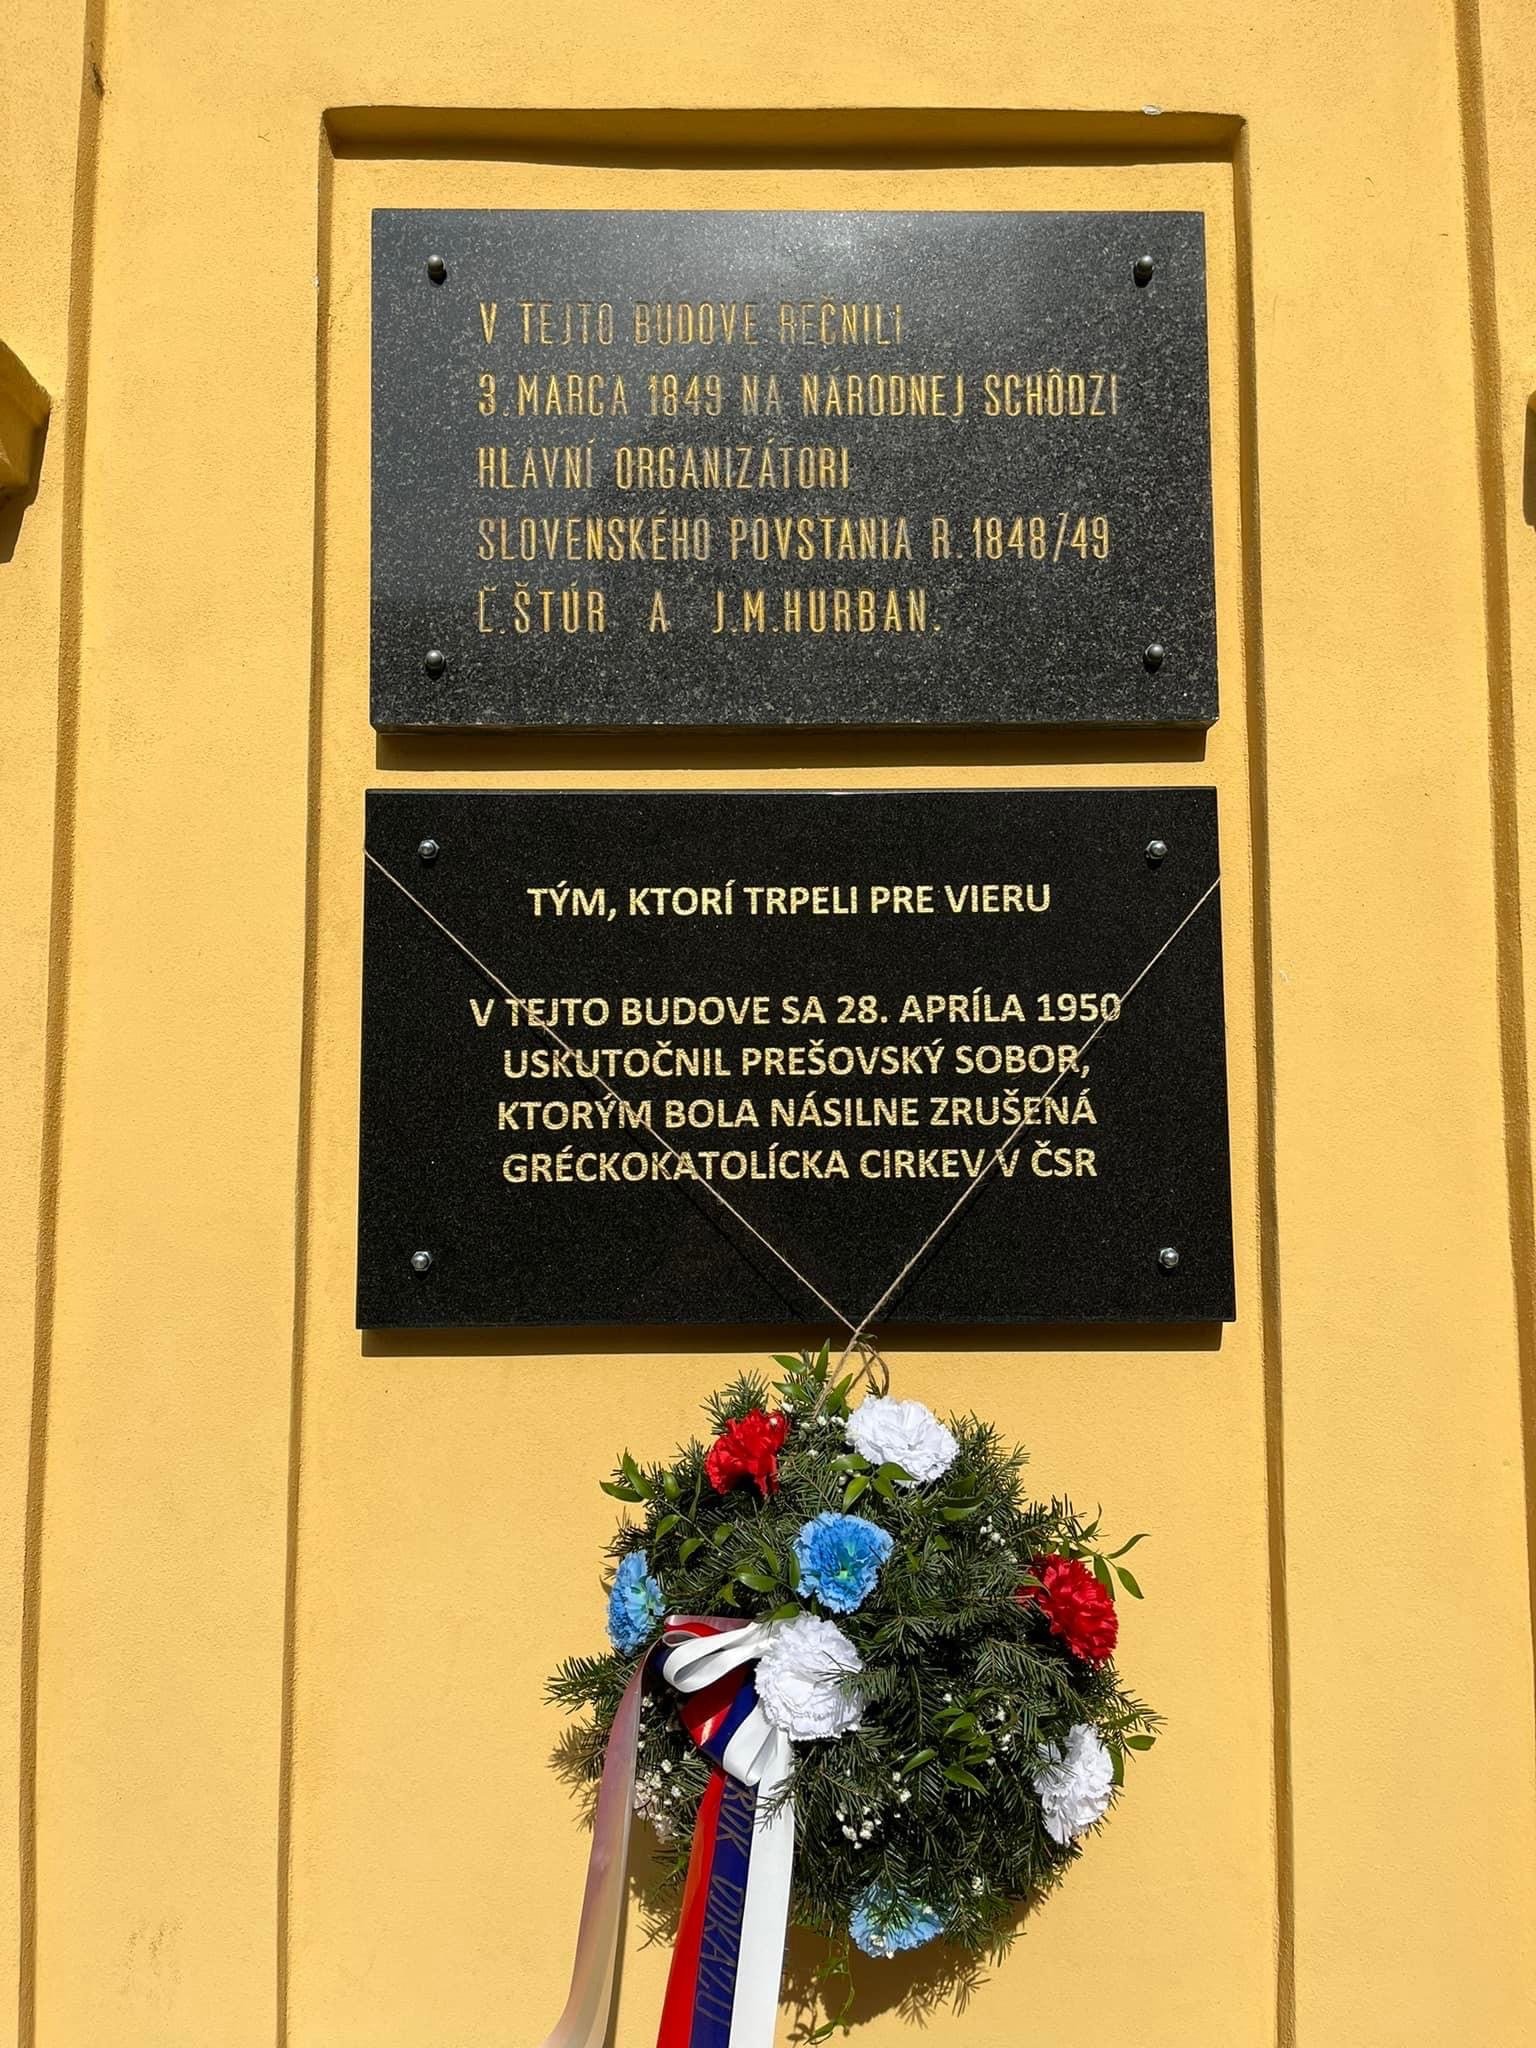 V TEJTO BUDOVE REČNILI
3. MARCA 1849 NA NÁRODNEJ SCHÔDZI
HLAVNÍ ORGANIZÁTORI
SLOVENSKÉHO POVSTANIA R. 1848/49
Ľ. ŠTÚR A J.M. HURBAN.
TÝM, KTORÍ TRPELI PRE VIERU
V TEJTO BUDOVE SA 28. APRÍLA 1950
USKUTOČNIL PREŠOVSKÝ SOBOR,
KTORÝM BOLA NÁSILNE ZRUŠENÁ
GRÉCKOKATOLÍCKA CIRKEV V ČSR